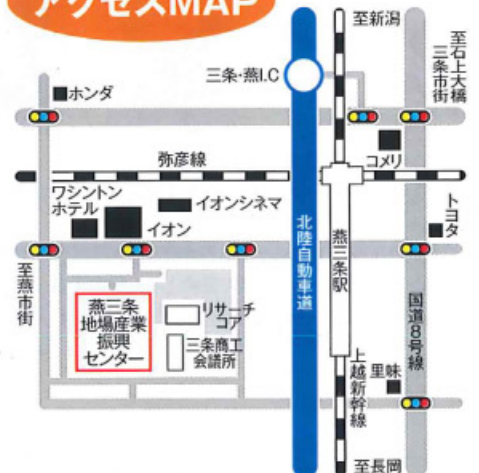 アクセスMAP
至新潟
至石上大橋
三条市街
三条・燕I.C
ホンダ
コメリ
弥彦線
ワシントン
ホテル
イオンシネマ
イオン
トヨタ
北陸自動車道
燕三条駅
至燕市街
燕三条
地場産業
振興
センター
リサーチ
コア
三条商工
会議所
国道8号線
上越新幹線
里味
至長岡